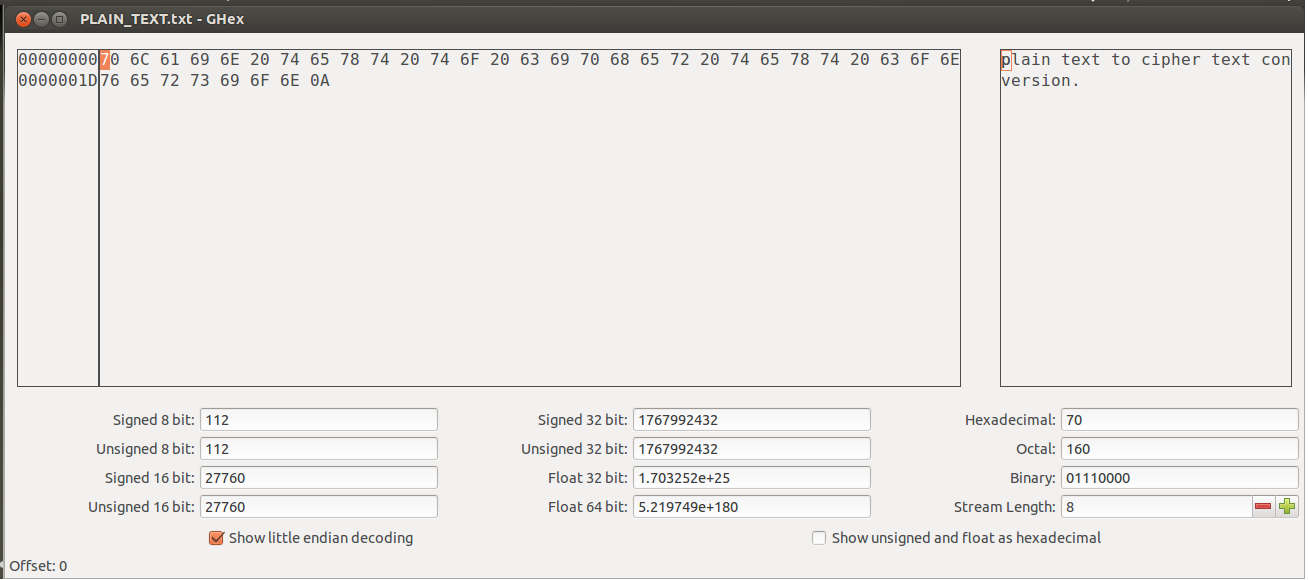 PLAIN_TEXT.txt - GHex
00000000 70 6C 61 69 6E 20 74 65 78 74 20 74 6F 20 63 69 70 68 65 72 20 74 65 78 74 20 63 6F 6E plain text to cipher text con
0000001D 76 65 72 73 69 6F 6E 0A version.
Signed 8 bit: 112 Signed 32 bit: 1767992432 Hexadecimal: 70
Unsigned 8 bit: 112 Unsigned 32 bit: 1767992432 Octal: 160
Signed 16 bit: 27760 Float 32 bit: 1.703252e+25 Binary: 01110000
Unsigned 16 bit: 27760 Float 64 bit: 5.219749e+180 Stream Length: 8
Show little endian decoding Show unsigned and float as hexadecimal
Offset: 0